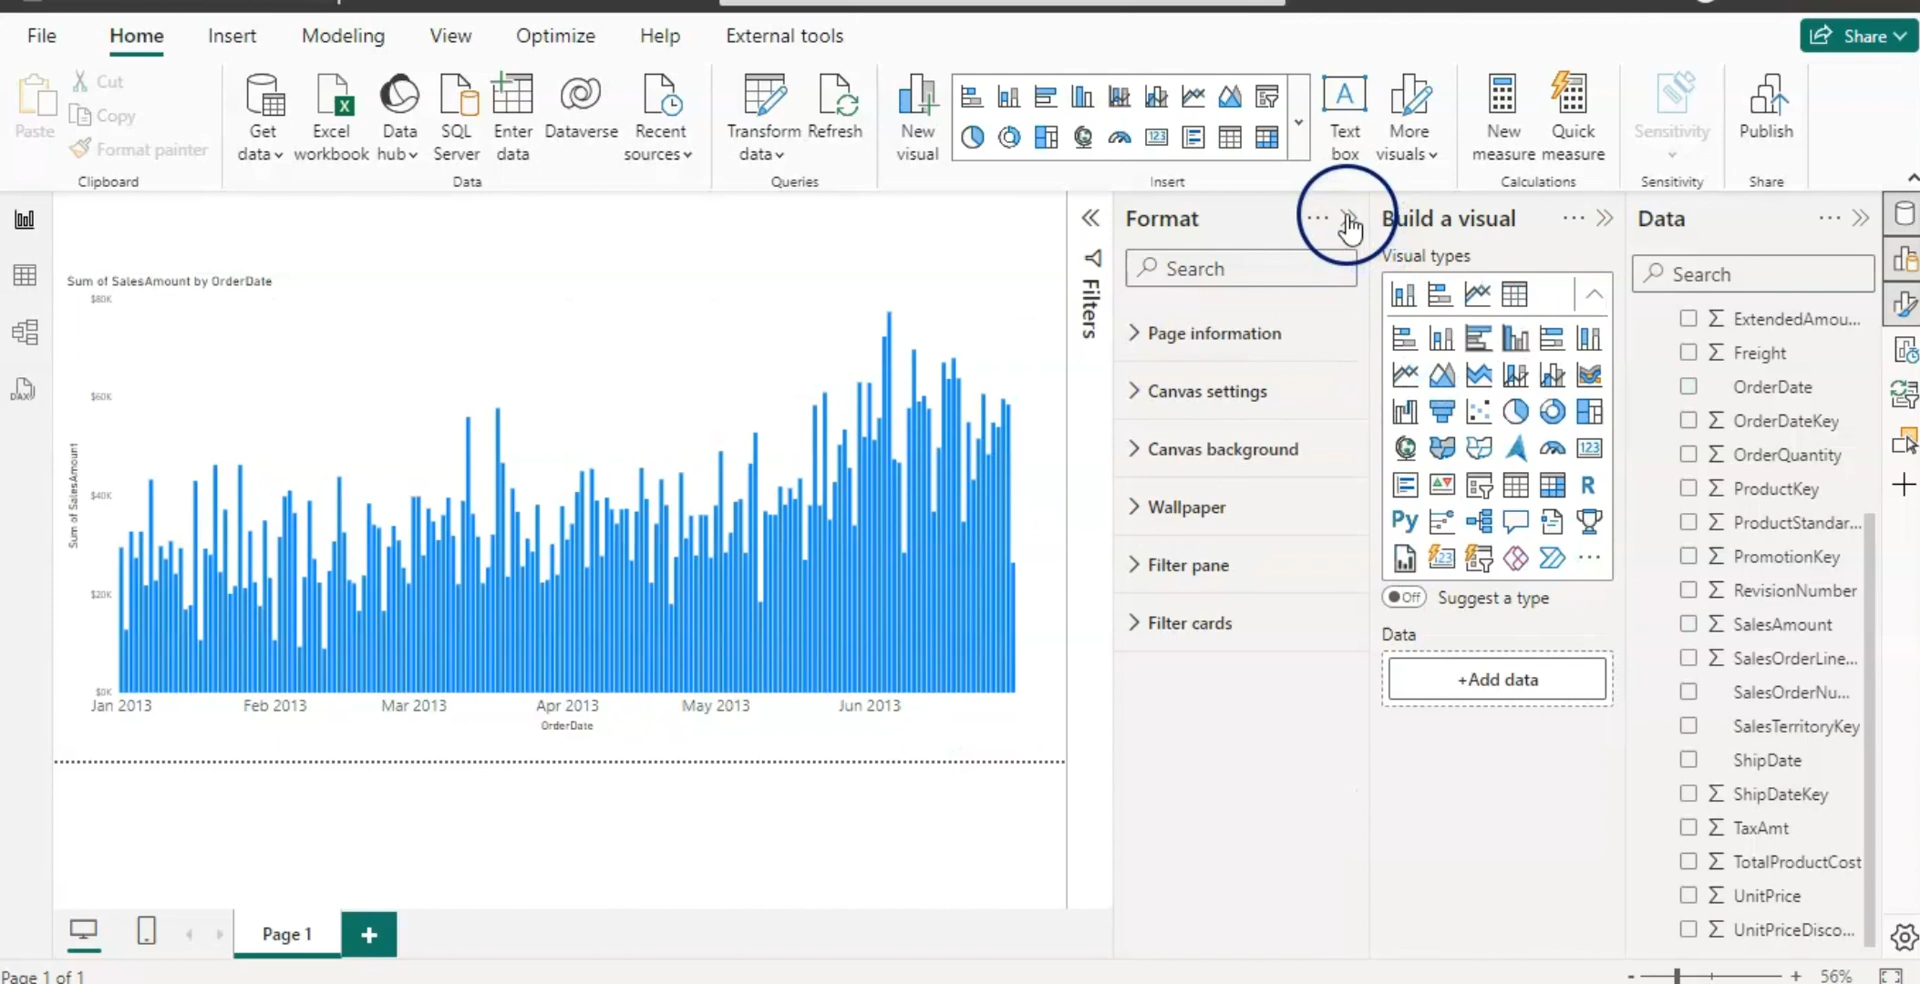 File Home Insert Modeling View Optimize Help External tools Share
Paste
Cut
Copy
Format painter
Clipboard
Get data
Excel workbook
Data hub
SQL Server
Enter data
Dataverse
Recent sources
Data
Transform data
Refresh
Queries
New visual
123
Insert
A
Text box
More visuals
New measure
Quick measure
Calculations
Sensitivity
Sensitivity
Publish
Share
DAX
Sum of SalesAmount by OrderDate
Sum of SalesAmount
$80K
$60K
$40K
$20K
$0K
Jan 2013 Feb 2013 Mar 2013 Apr 2013 May 2013 Jun 2013
OrderDate
Filters
Format
Search
Page information
Canvas settings
Canvas background
Wallpaper
Filter pane
Filter cards
Build a visual
Visual types
123
R
Py
123
Off Suggest a type
Data
+Add data
Data
Search
ExtendedAmou...
Freight
OrderDate
OrderDateKey
OrderQuantity
ProductKey
ProductStandar...
PromotionKey
RevisionNumber
SalesAmount
SalesOrderLine...
SalesOrderNu...
SalesTerritoryKey
ShipDate
ShipDateKey
TaxAmt
TotalProductCost
UnitPrice
UnitPriceDisco...
Page 1
+
Page 1 of 1
- + 56%